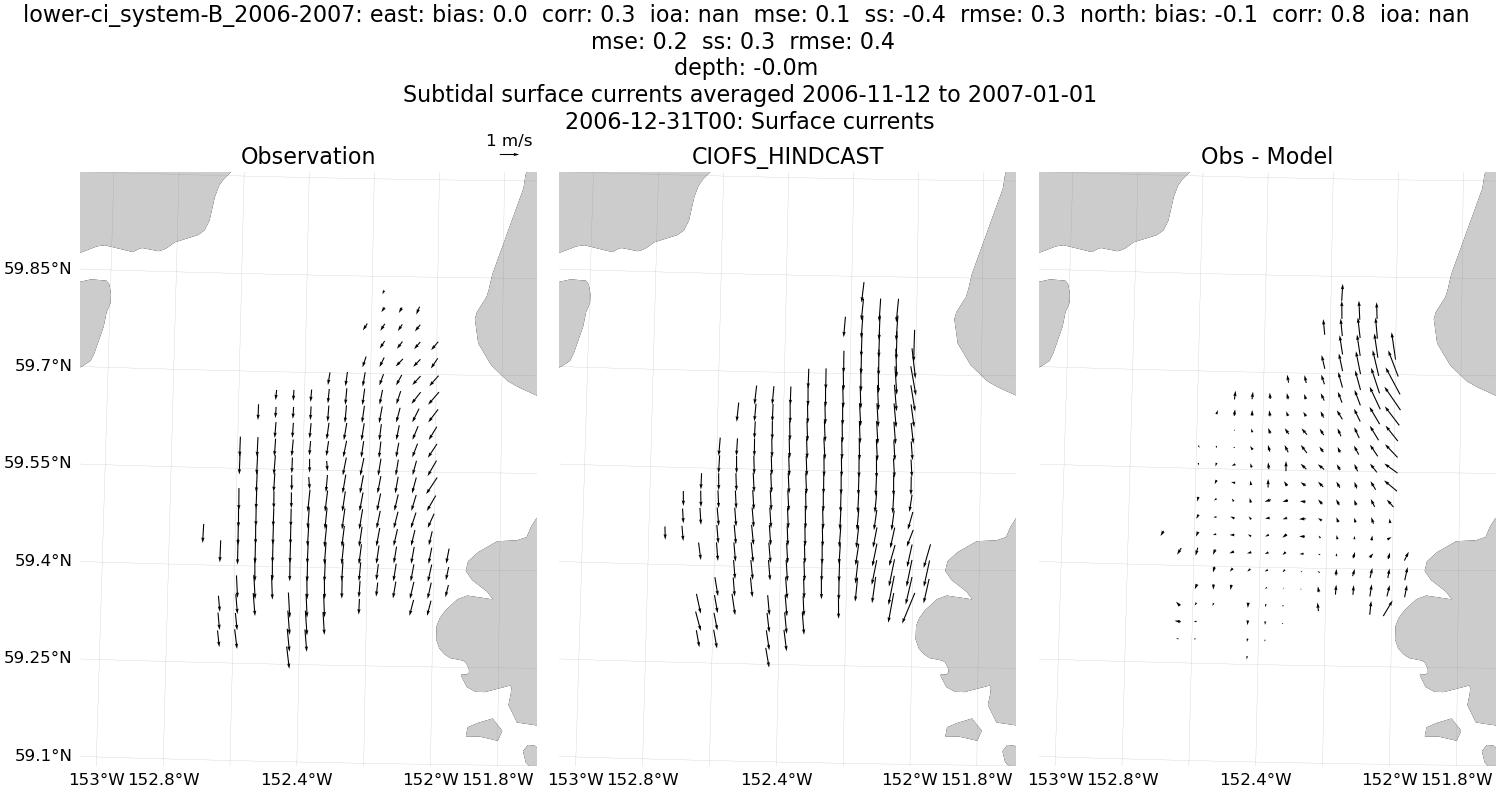 lower-ci_system-B_2006-2007: east: bias: 0.0 corr: 0.3 ioa: nan mse: 0.1 ss: -0.4 rmse: 0.3 north: bias: -0.1 corr: 0.8 ioa: nan
mse: 0.2 ss: 0.3 rmse: 0.4
depth: -0.0m
Subtidal surface currents averaged 2006-11-12 to 2007-01-01
2006-12-31T00: Surface currents
1 m/s
Observation
CIOFS_HINDCAST
Obs - Model
59.85°N
59.7°N
59.55°N
59.4°N
59.25°N
59.1°N
153°W 152.8°W 152.4°W 152°W 151.8°W
153°W 152.8°W 152.4°W 152°W 151.8°W
153°W 152.8°W 152.4°W 152°W 151.8°W